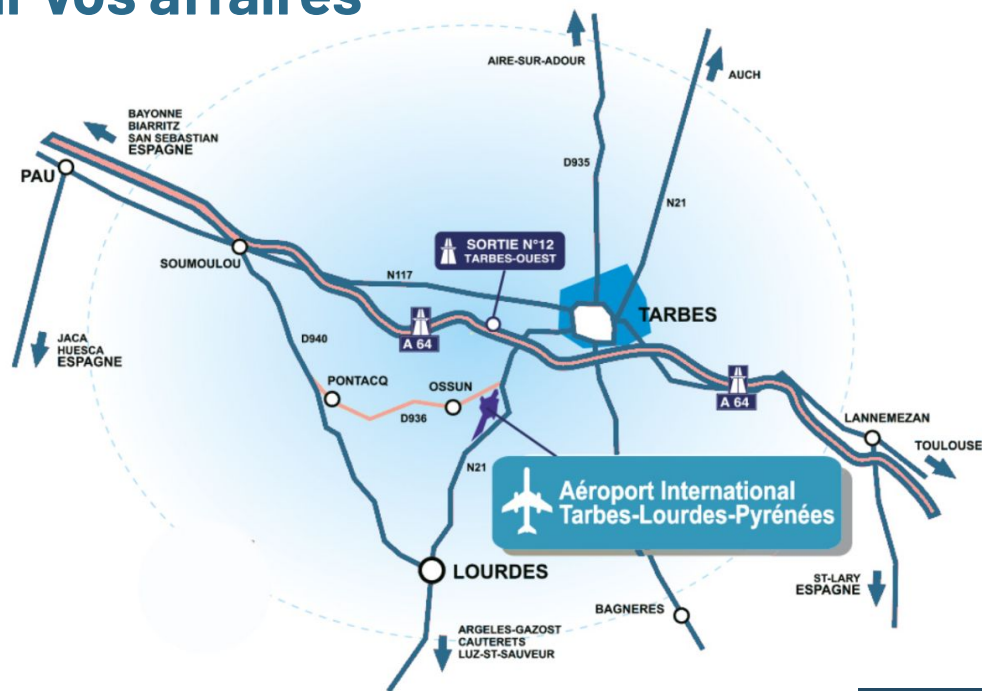 r vos affaires
AIRE-SUR-ADOUR
AUCH
BAYONNE
BIARRITZ
SAN SEBASTIAN
ESPAGNE
D935
PAU
N21
SORTIE N°12
TARBES-OUEST
SOUMOULOU
N117
TARBES
A 64
D940
JACA
HUESCA
ESPAGNE
PONTACQ
OSSUN
A 64
D936
LANNEMEZAN
TOULOUSE
N21
Aéroport International
Tarbes-Lourdes-Pyrénées
LOURDES
ST-LARY
ESPAGNE
BAGNERES
ARGELES-GAZOST
CAUTERETS
LUZ-ST-SAUVEUR